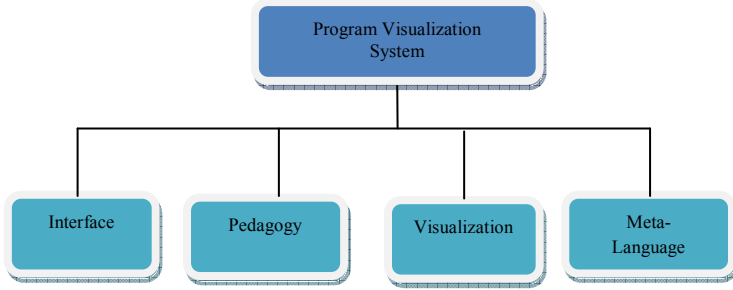 Program Visualization
System
Interface
Pedagogy
Visualization
Meta-
Language